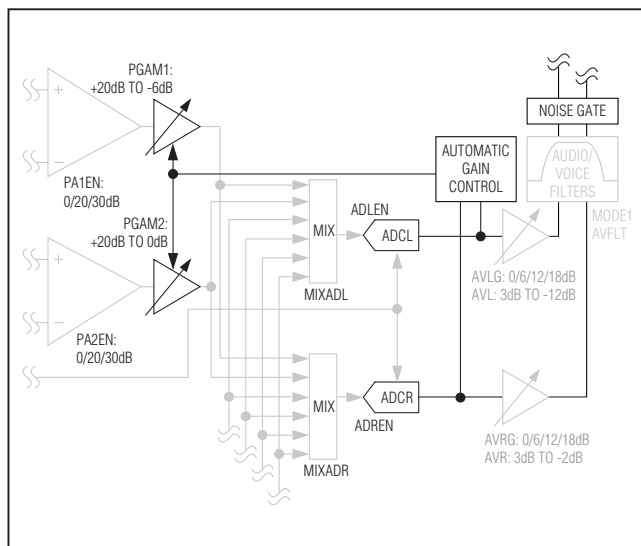 PGAM1:
+20dB TO -6dB
+
-
PA1EN:
0/20/30dB
PGAM2:
+20dB TO 0dB
+
-
PA2EN:
0/20/30dB
MIX
MIXADL
ADLEN
ADCL
AUTOMATIC
GAIN
CONTROL
NOISE GATE
AUDIO/
VOICE
FILTERS
MODE1
AVFLT
AVLG: 0/6/12/18dB
AVL: 3dB TO -12dB
MIX
MIXADR
ADCR
ADREN
AVRG: 0/6/12/18dB
AVR: 3dB TO -2dB